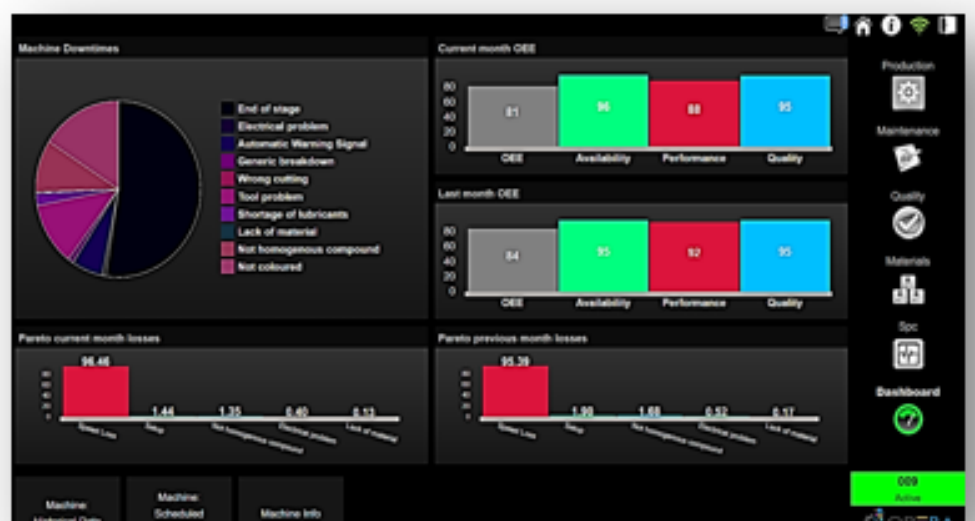 Machine Downtimes
End of stage
Electrical problem
Automatic Warning Signal
Generic breakdown
Wrong cutting
Tool problem
Shortage of lubricants
Lack of material
Not homogenous compound
Not coloured
Current month OEE
80
60
40
20
0
81
96
88
95
OEE Availability Performance Quality
Last month OEE
80
60
40
20
0
84
95
92
95
OEE Availability Performance Quality
Pareto current month losses
96.46
1.44
1.35
0.40
0.13
Speed Loss
Setup
Not homogenous compound
Electrical problem
Lack of material
Pareto previous month losses
95.39
1.90
1.68
0.52
0.17
Speed Loss
Setup
Not homogenous compound
Electrical problem
Lack of material
Production
Maintenance
Quality
Materials
Spc
Dashboard
009
Active
Machine:
Historical Data
Machine:
Scheduled
Machine Info